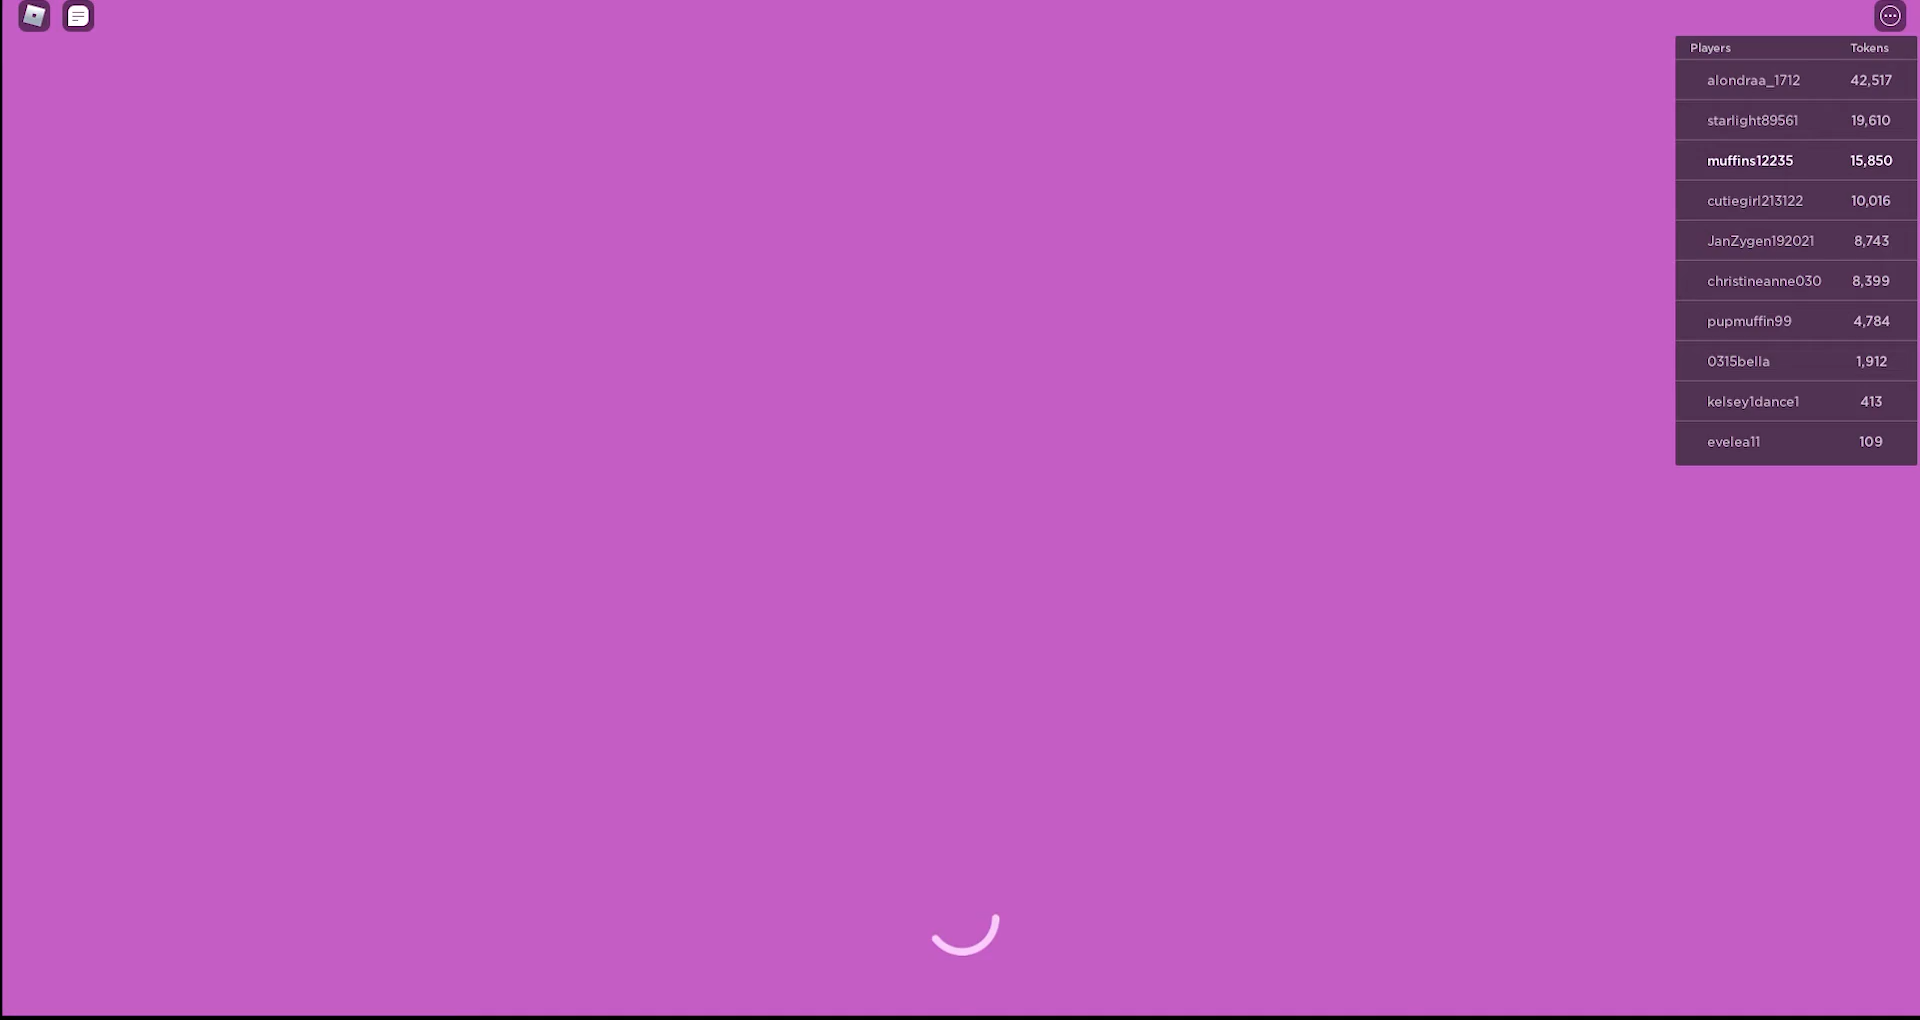 Players Tokens
alondraa_1712 42,517
starlight89561 19,610
muffins12235 15,850
cutiegirl213122 10,016
JanZygen192021 8,743
christineanne030 8,399
pupmuffin99 4,784
0315bella 1,912
kelsey1dance1 413
evelea11 109